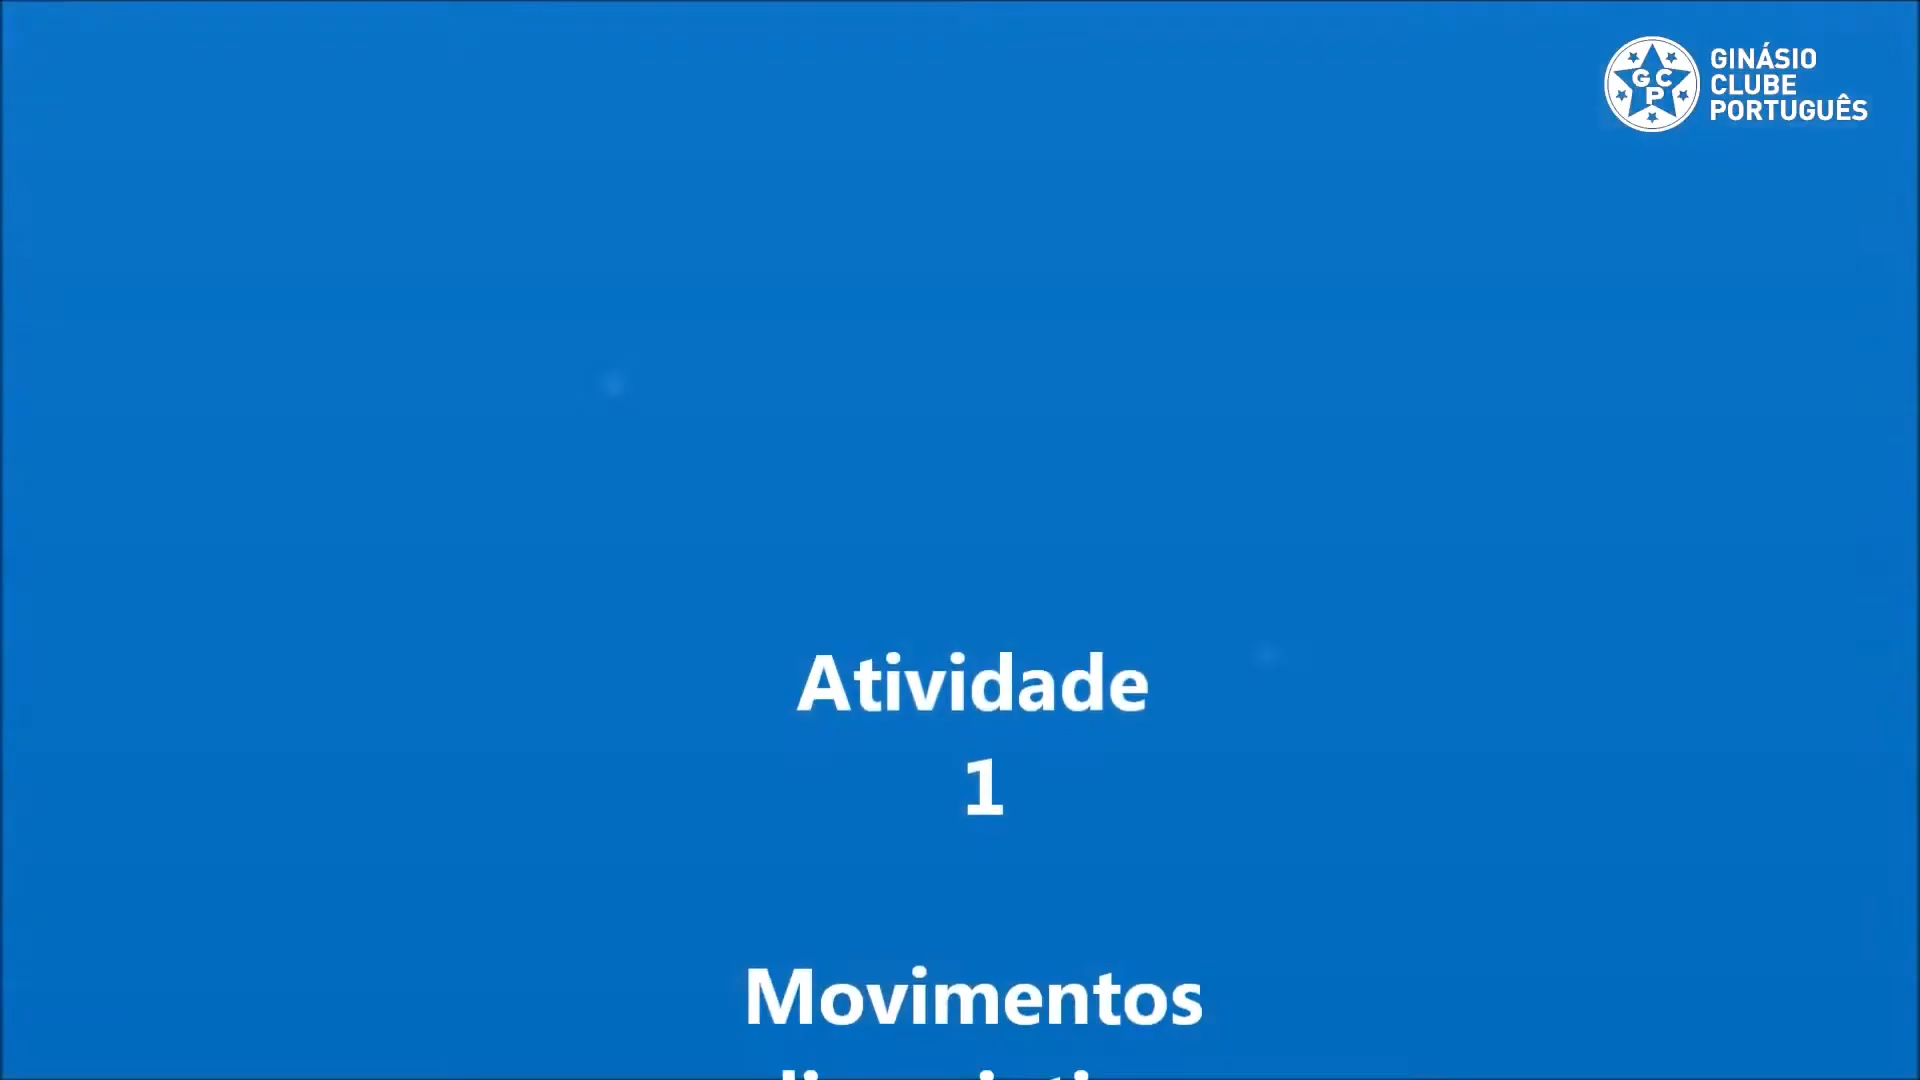 GINÁSIO
CLUBE
PORTUGUÊS
G C
P
Atividade
1
Movimentos